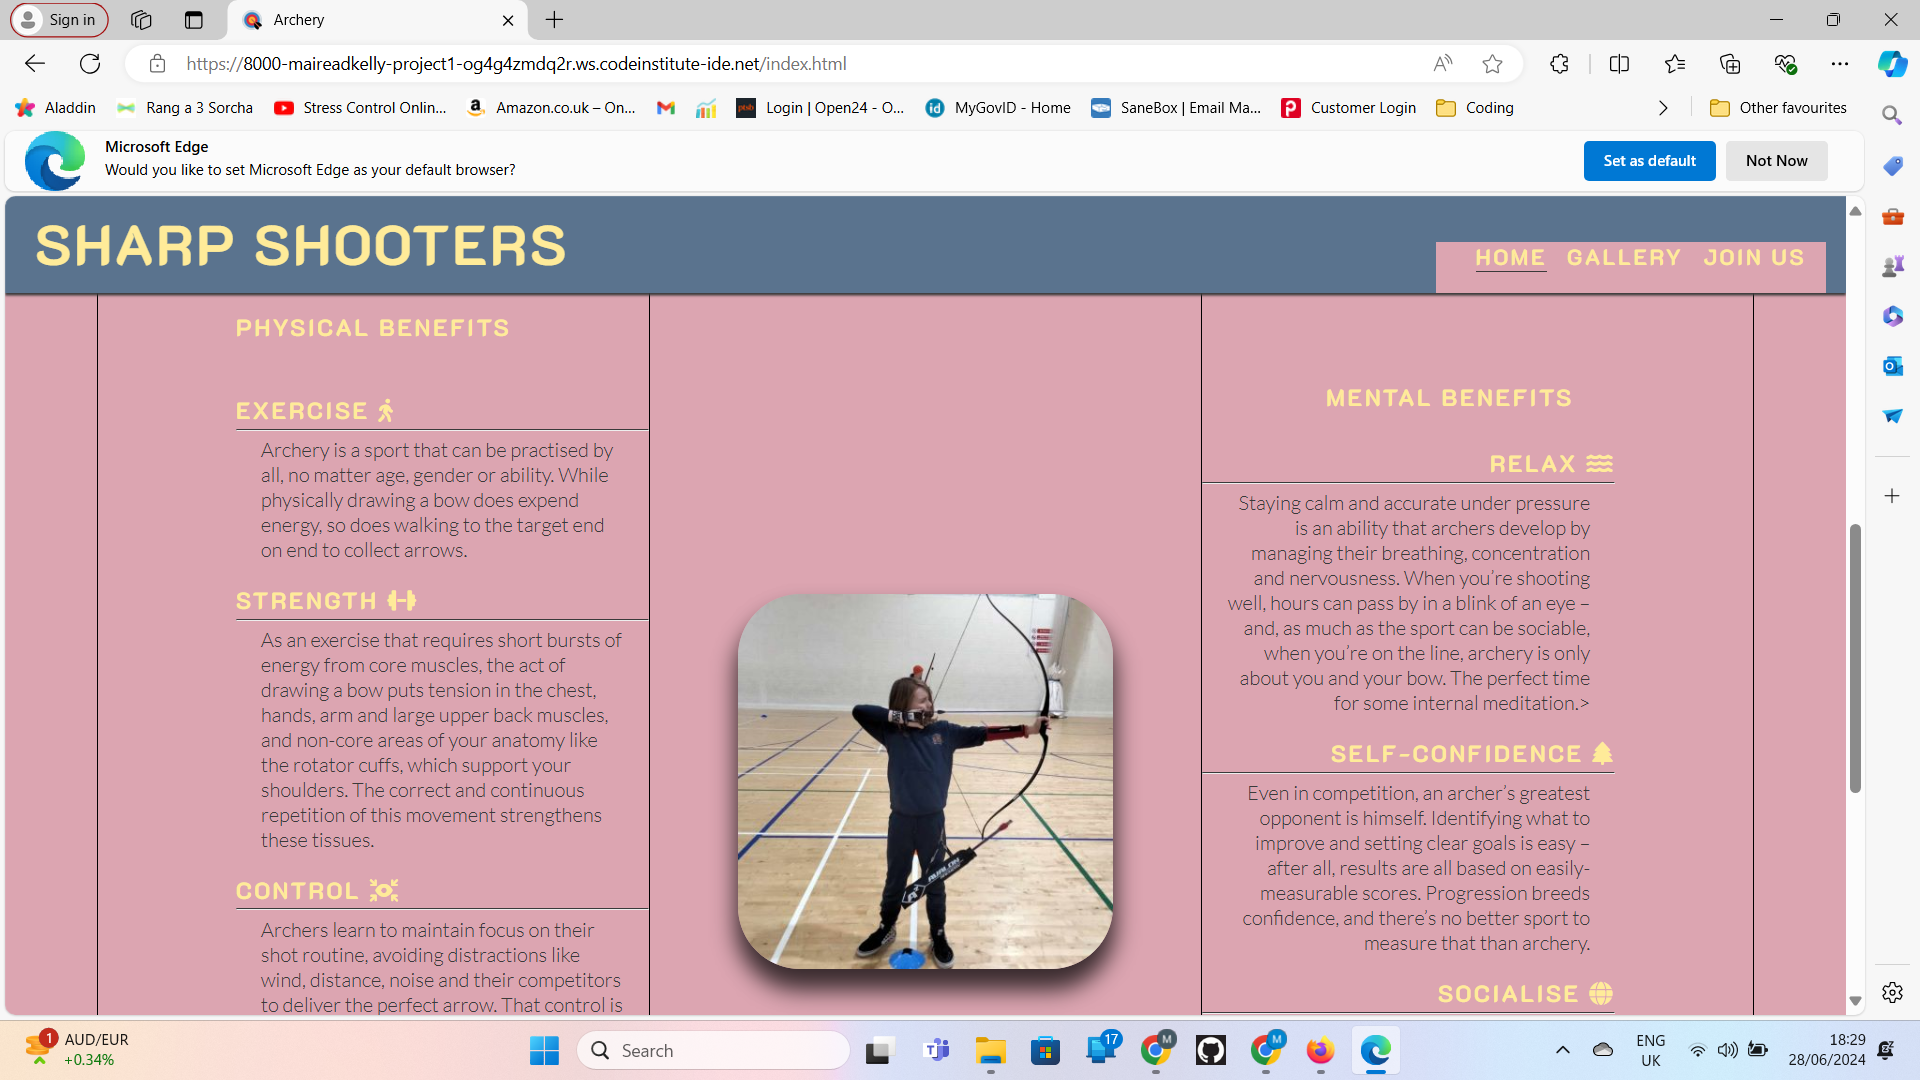 Sign in
Archery
https://8000-maireadkelly-project1-og4g4zmdq2r.ws.codeinstitute-ide.net/index.html
Aladdin
Rang a 3 Sorcha
Stress Control Onlin...
Amazon.co.uk – On...
ptsb
Login | Open24 - O...
id
MyGovID - Home
SaneBox | Email Ma...
Customer Login
Coding
Other favourites
Microsoft Edge
Would you like to set Microsoft Edge as your default browser?
Set as default
Not Now
SHARP SHOOTERS
HOME GALLERY JOIN US
PHYSICAL BENEFITS
EXERCISE
Archery is a sport that can be practised by
all, no matter age, gender or ability. While
physically drawing a bow does expend
energy, so does walking to the target end
on end to collect arrows.
STRENGTH
As an exercise that requires short bursts of
energy from core muscles, the act of
drawing a bow puts tension in the chest,
hands, arm and large upper back muscles,
and non-core areas of your anatomy like
the rotator cuffs, which support your
shoulders. The correct and continuous
repetition of this movement strengthens
these tissues.
CONTROL
Archers learn to maintain focus on their
shot routine, avoiding distractions like
wind, distance, noise and their competitors
to deliver the perfect arrow. That control is
AVALON
MENTAL BENEFITS
RELAX
Staying calm and accurate under pressure
is an ability that archers develop by
managing their breathing, concentration
and nervousness. When you’re shooting
well, hours can pass by in a blink of an eye –
and, as much as the sport can be sociable,
when you’re on the line, archery is only
about you and your bow. The perfect time
for some internal meditation.>
SELF-CONFIDENCE
Even in competition, an archer’s greatest
opponent is himself. Identifying what to
improve and setting clear goals is easy –
after all, results are all based on easily-
measurable scores. Progression breeds
confidence, and there’s no better sport to
measure that than archery.
SOCIALISE
1
AUD/EUR
+0.34%
Search
17
M
M
ENG
UK
18:29
28/06/2024